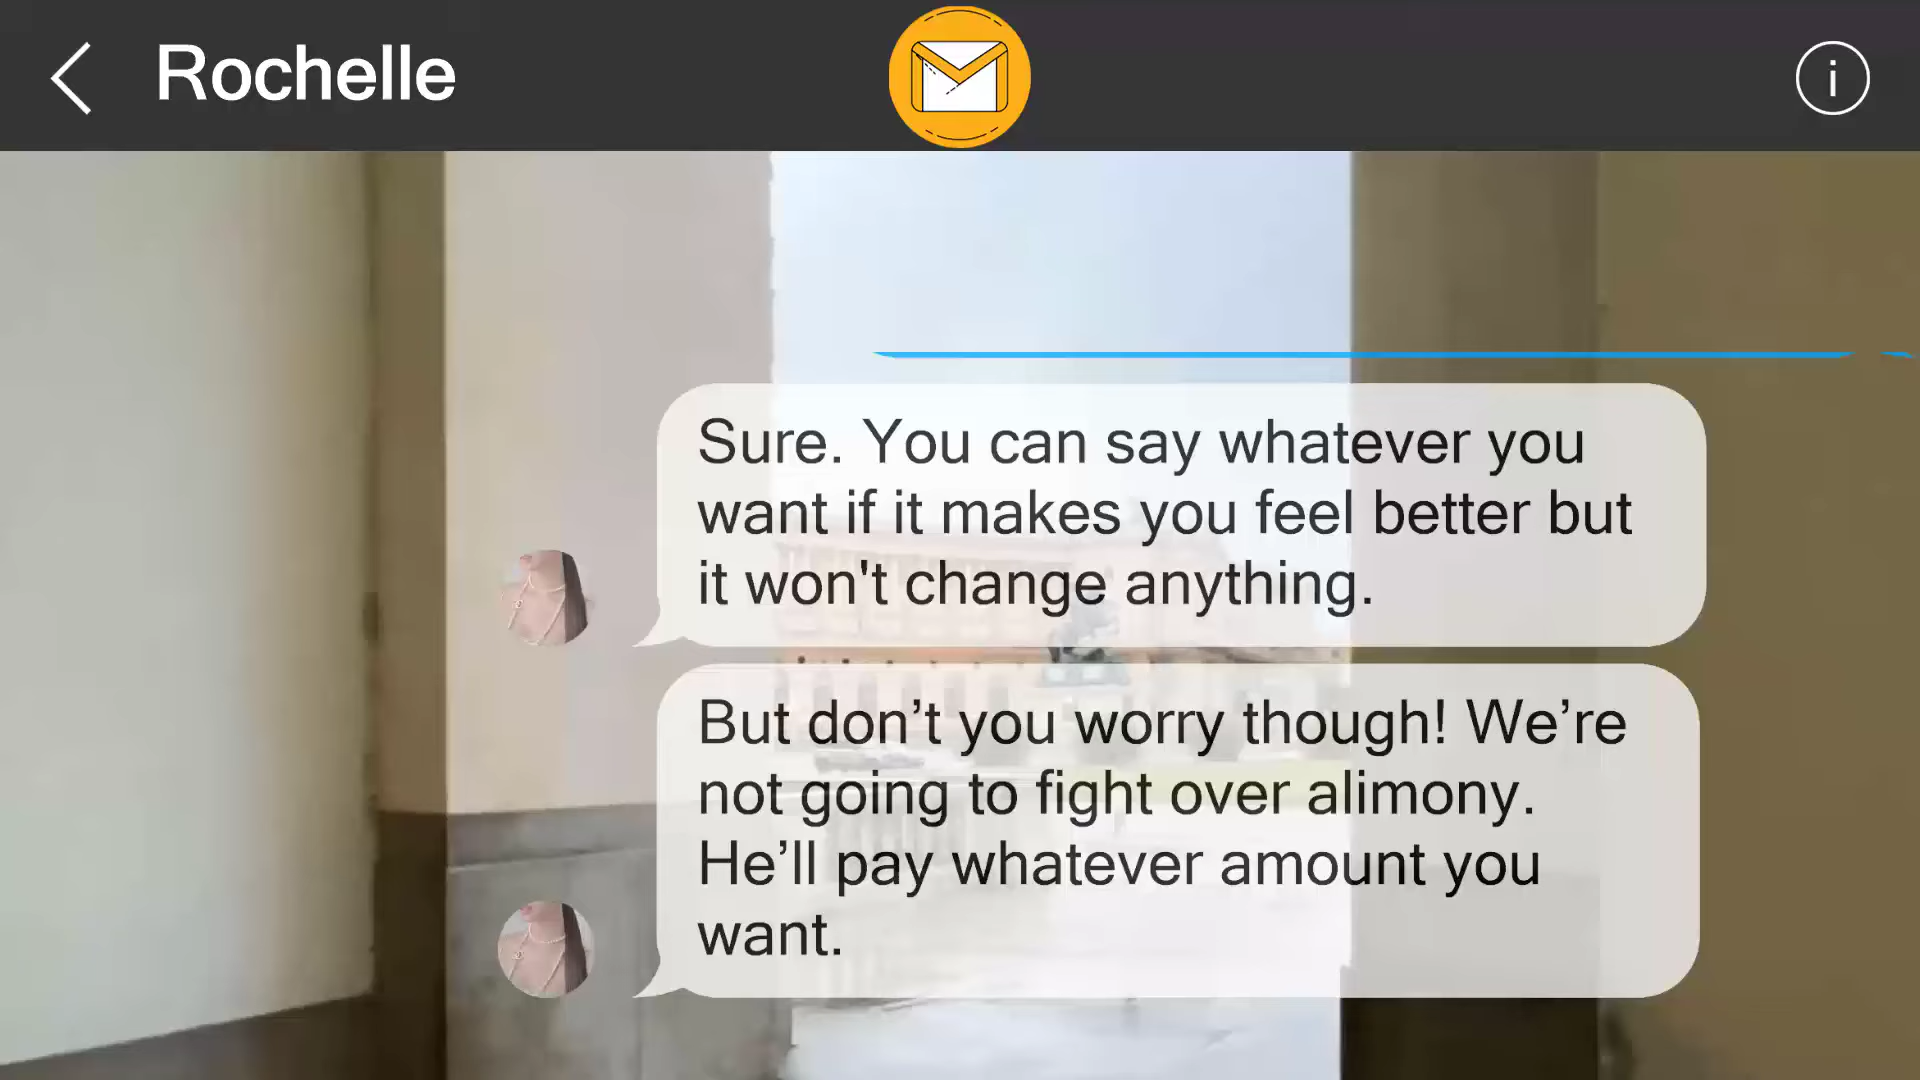 Rochelle
Sure. You can say whatever you
want if it makes you feel better but
it won't change anything.
But don’t you worry though! We’re
not going to fight over alimony.
He’ll pay whatever amount you
want.